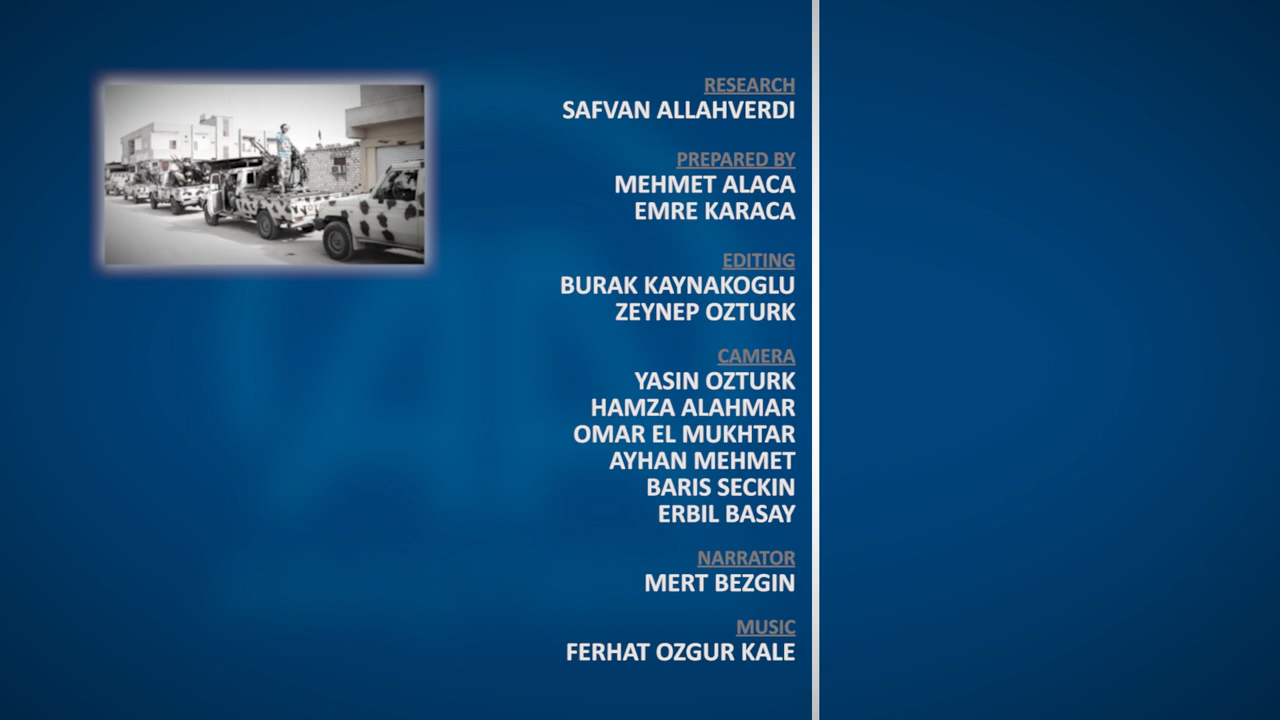 RESEARCH
SAFVAN ALLAHVERDI
PREPARED BY
MEHMET ALACA
EMRE KARACA
EDITING
BURAK KAYNAKOGLU
ZEYNEP OZTURK
CAMERA
YASIN OZTURK
HAMZA ALAHMAR
OMAR EL MUKHTAR
AYHAN MEHMET
BARIS SECKIN
ERBIL BASAY
NARRATOR
MERT BEZGIN
MUSIC
FERHAT OZGUR KALE